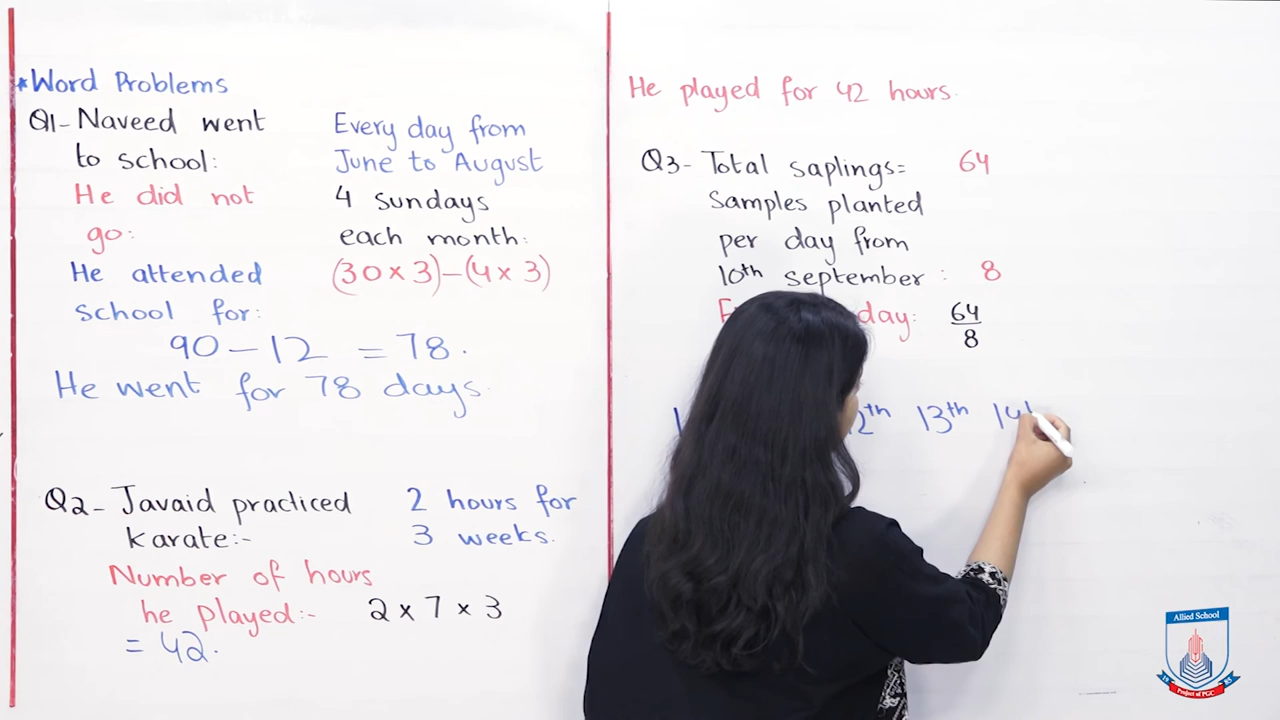 *Word Problems
Q1- Naveed went to school:
Every day from June to August
He did not go:
4 sundays each month:
He attended school for:
(30 x 3) - (4 x 3)
90 - 12 = 78.
He went for 78 days.
Q2- Javaid practiced karate:-
2 hours for 3 weeks.
Number of hours he played:-
2 x 7 x 3
= 42.
He played for 42 hours.
Q3- Total saplings= 64
Samples planted
per day from
10th september : 8
day: 64/8
13th
Allied School
Project of PGC